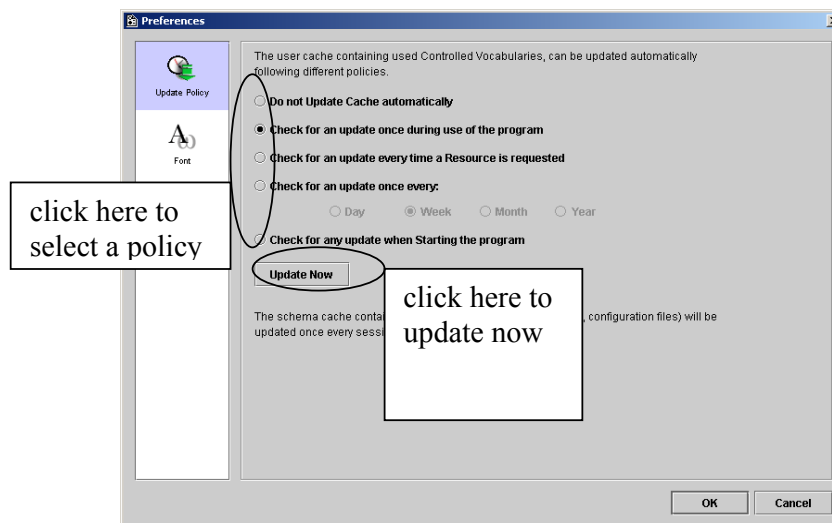 Preferences
Update Policy
Font
The user cache containing used Controlled Vocabularies, can be updated automatically
following different policies.
Do not Update Cache automatically
Check for an update once during use of the program
Check for an update every time a Resource is requested
Check for an update once every:
Day Week Month Year
Check for any update when Starting the program
Update Now
The schema cache , configuration files) will be
updated once every
click here to
select a policy
click here to
update now
OK Cancel